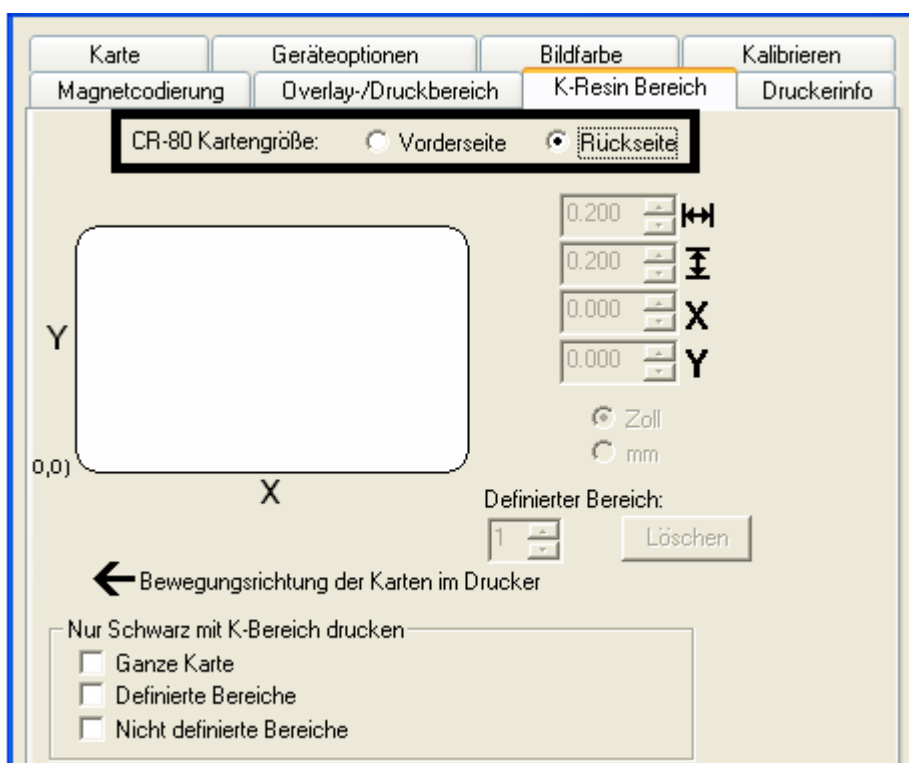 Karte Geräteoptionen Bildfarbe Kalibrieren
Magnetcodierung Overlay-/Druckbereich K-Resin Bereich Druckerinfo
CR-80 Kartengröße: Vorderseite Rückseite
0.200
0.200
0.000 X
Y 0.000 Y
Zoll
0,0) mm
X
Definierter Bereich:
1 Löschen
Bewegungsrichtung der Karten im Drucker
Nur Schwarz mit K-Bereich drucken
Ganze Karte
Definierte Bereiche
Nicht definierte Bereiche